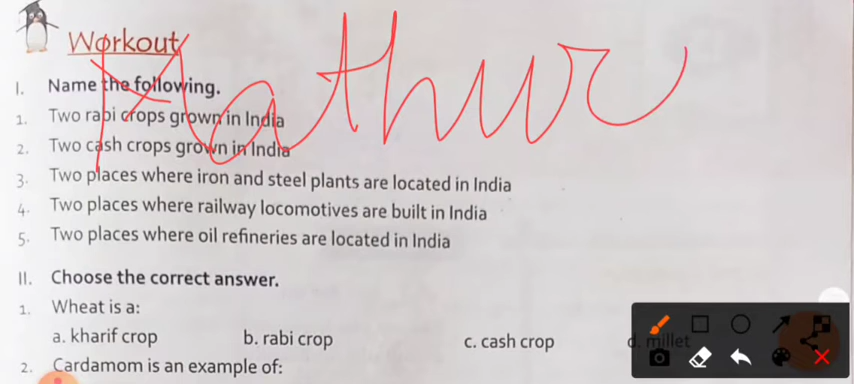 Workout
I. Name the following.
1. Two rabi crops grown in India
2. Two cash crops grown in India
3. Two places where iron and steel plants are located in India
4. Two places where railway locomotives are built in India
5. Two places where oil refineries are located in India
II. Choose the correct answer.
1. Wheat is a:
a. kharif crop b. rabi crop c. cash crop d. millet
2. Cardamom is an example of: